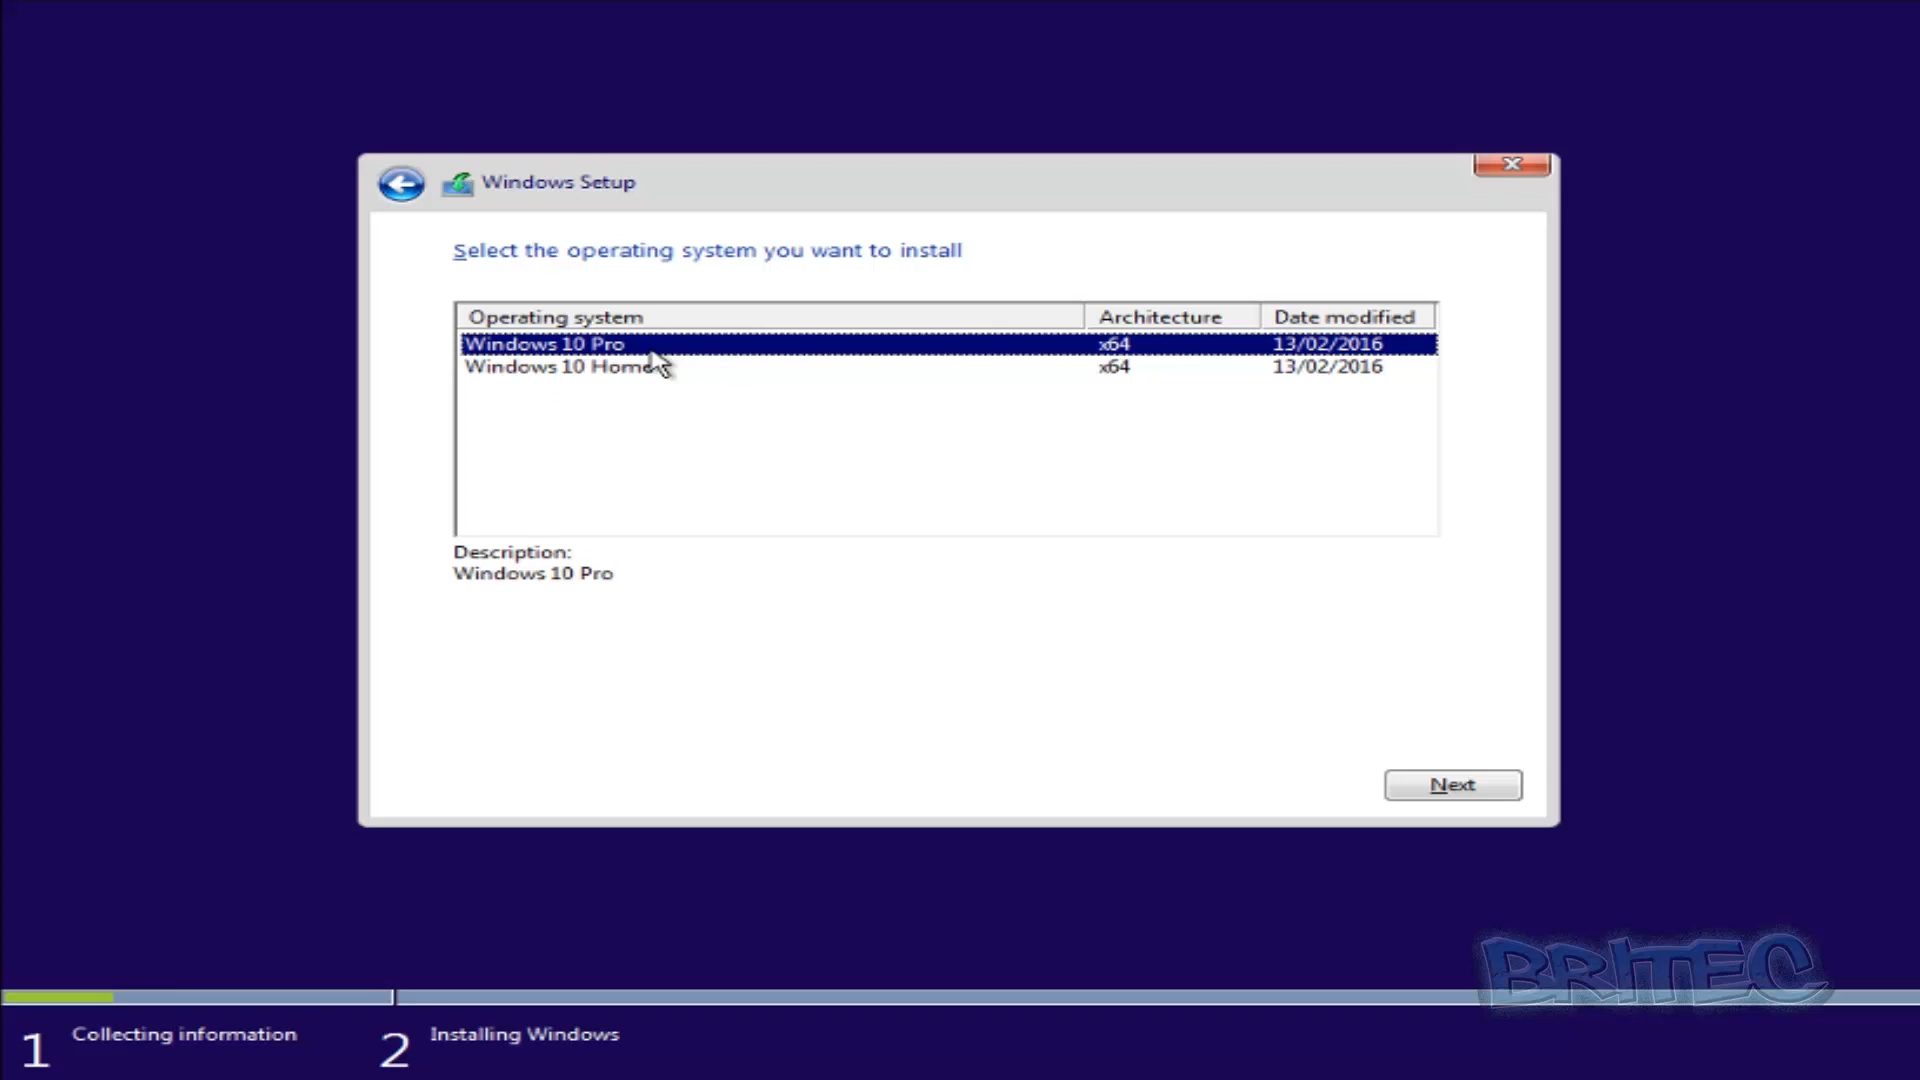 Windows Setup
Select the operating system you want to install
Operating system Architecture Date modified
Windows 10 Pro x64 13/02/2016
Windows 10 Home x64 13/02/2016
Description:
Windows 10 Pro
Next
BRITEC
1 Collecting information 2 Installing Windows